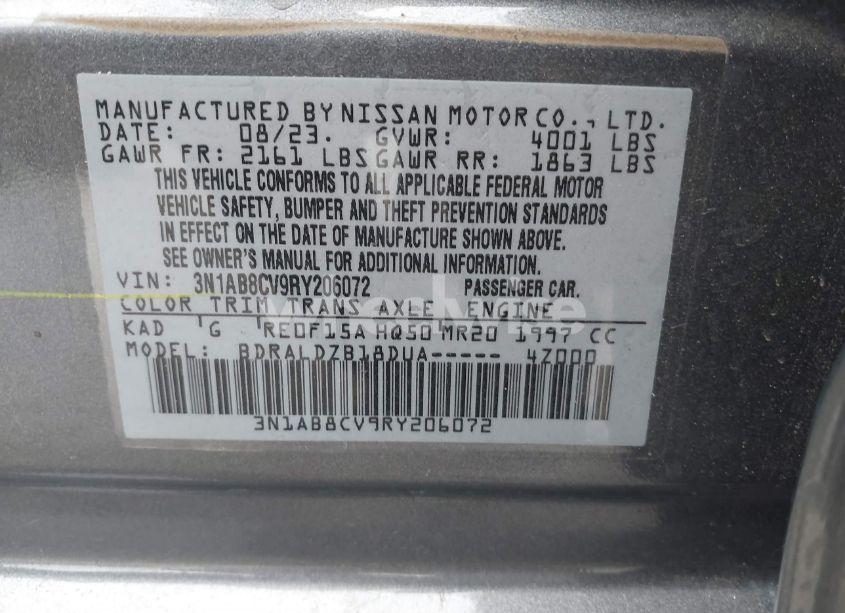 MANUFACTURED BY NISSAN MOTOR CO., LTD.
DATE: 08/23. GVWR: 4001 LBS
GAWR FR: 2161 LBS GAWR RR: 1863 LBS
THIS VEHICLE CONFORMS TO ALL APPLICABLE FEDERAL MOTOR
VEHICLE SAFETY, BUMPER AND THEFT PREVENTION STANDARDS
IN EFFECT ON THE DATE OF MANUFACTURE SHOWN ABOVE.
SEE OWNER'S MANUAL FOR ADDITIONAL INFORMATION.
VIN: 3N1AB8CV9RY206072 PASSENGER CAR.
COLOR TRIM TRANS AXLE ENGINE
KAD G RE0F15A HQ50 MR20 1997 CC
MODEL: BDRALDZB18DUA----- 4Z000
3N1AB8CV9RY206072